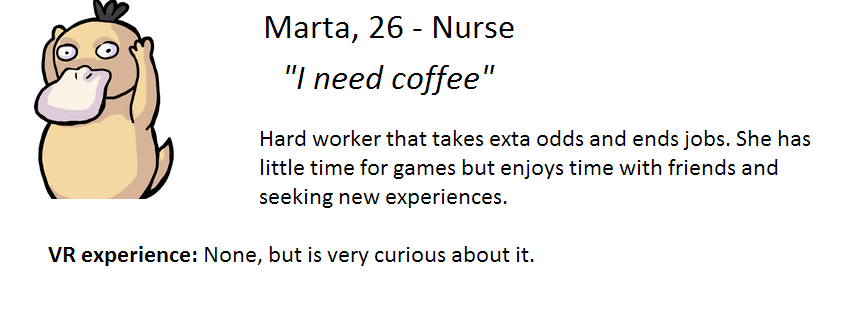 Marta, 26 - Nurse
"I need coffee"
Hard worker that takes exta odds and ends jobs. She has
little time for games but enjoys time with friends and
seeking new experiences.
VR experience: None, but is very curious about it.